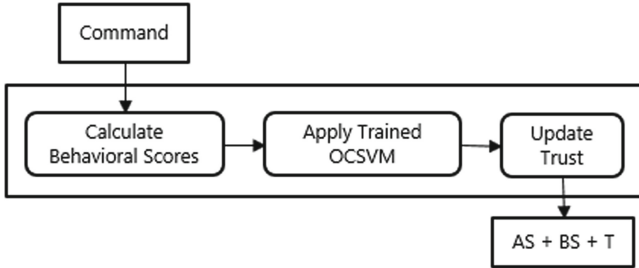 Command
Calculate
Behavioral Scores
Apply Trained
OCSVM
Update
Trust
AS + BS + T